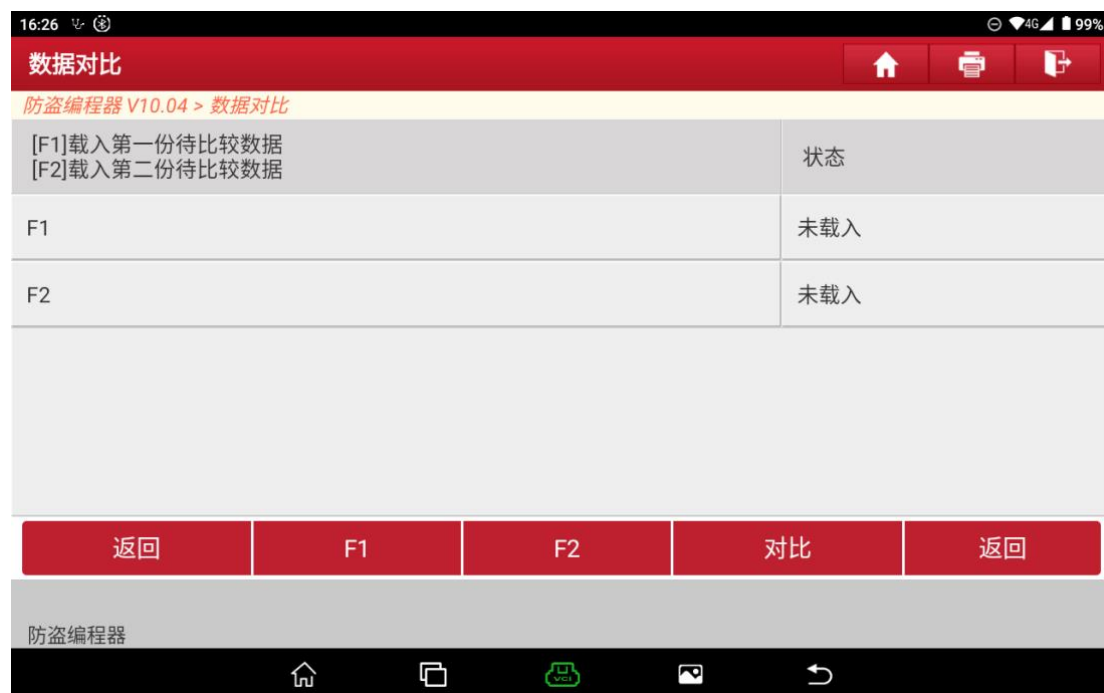 16:26
4G 99%
数据对比
防盗编程器 V10.04 > 数据对比
[F1]载入第一份待比较数据
[F2]载入第二份待比较数据
状态
F1 未载入
F2 未载入
返回 F1 F2 对比 返回
防盗编程器
VCI